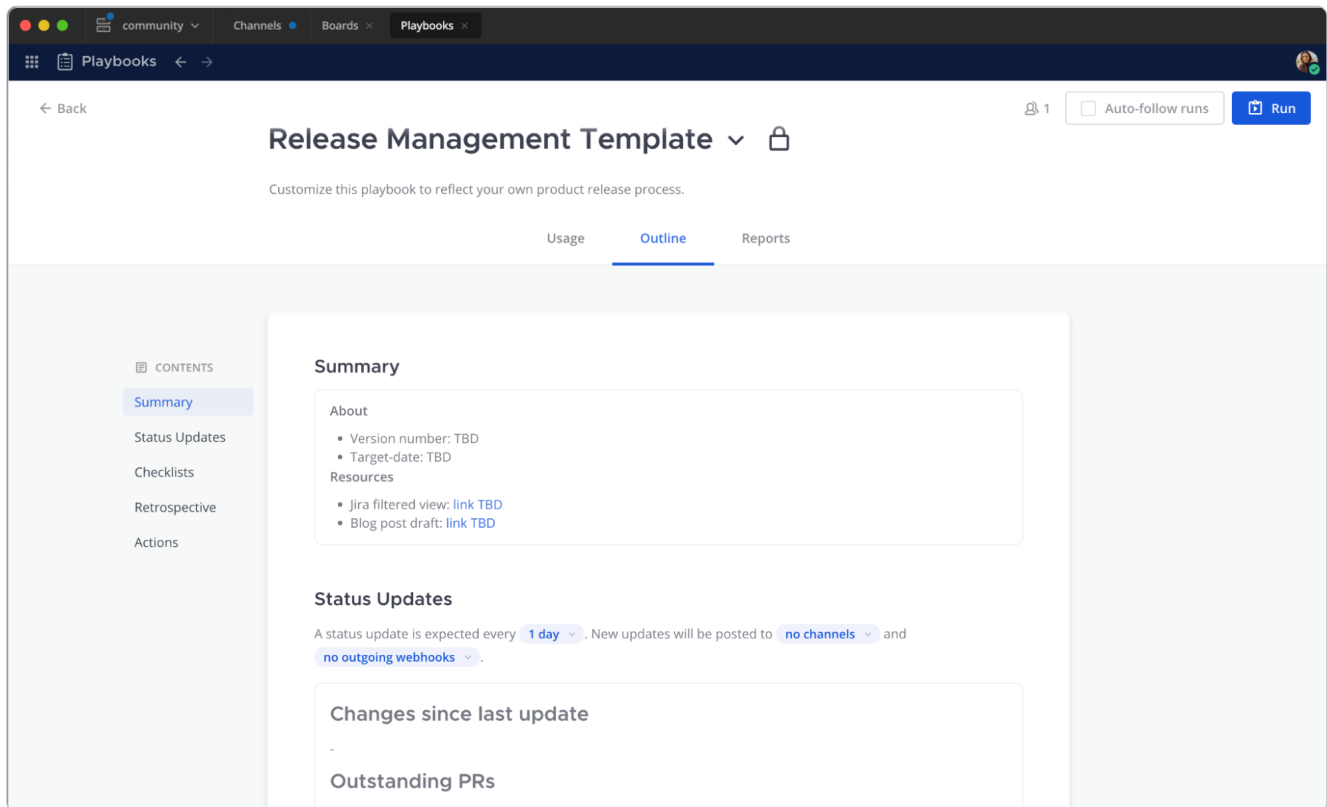 community
Channels
Boards
Playbooks
Playbooks
Back
1
Auto-follow runs
Run
Release Management Template
Customize this playbook to reflect your own product release process.
Usage
Outline
Reports
CONTENTS
Summary
Status Updates
Checklists
Retrospective
Actions
Summary
About
• Version number: TBD
• Target-date: TBD
Resources
• Jira filtered view: link TBD
• Blog post draft: link TBD
Status Updates
A status update is expected every 1 day . New updates will be posted to no channels and
no outgoing webhooks .
Changes since last update
-
Outstanding PRs